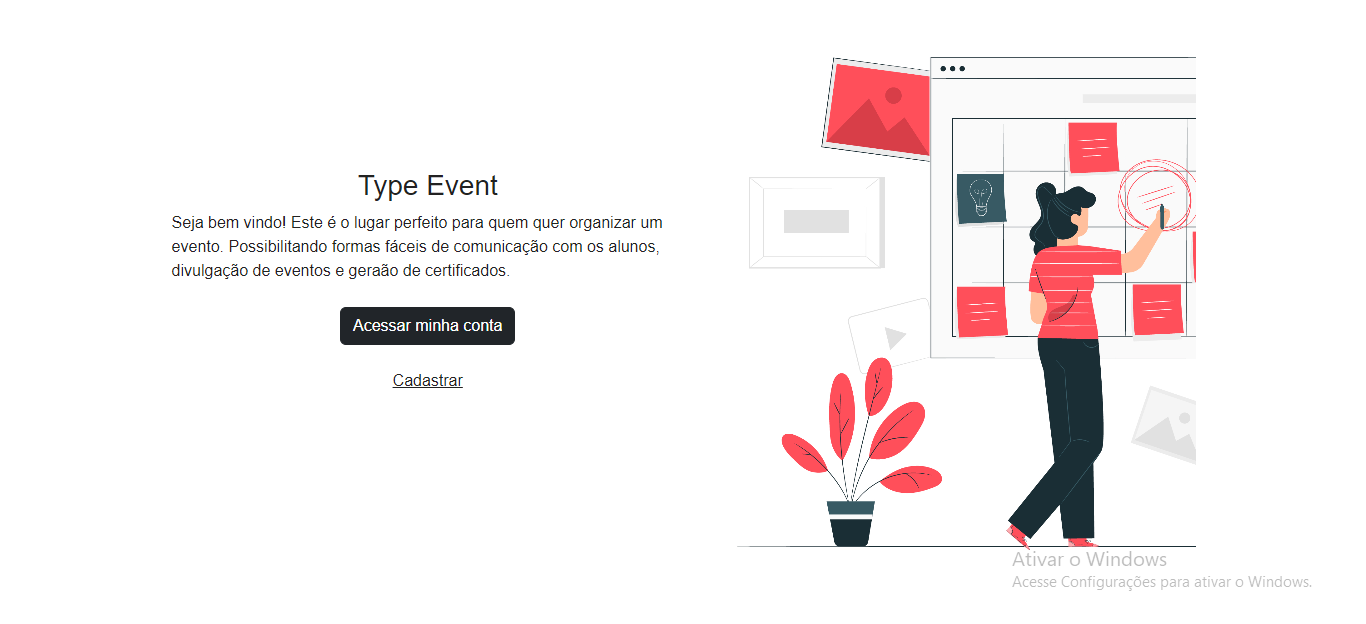 Type Event
Seja bem vindo! Este é o lugar perfeito para quem quer organizar um
evento. Possibilitando formas fáceis de comunicação com os alunos,
divulgação de eventos e geraão de certificados.
Acessar minha conta
Cadastrar
Ativar o Windows
Acesse Configurações para ativar o Windows.